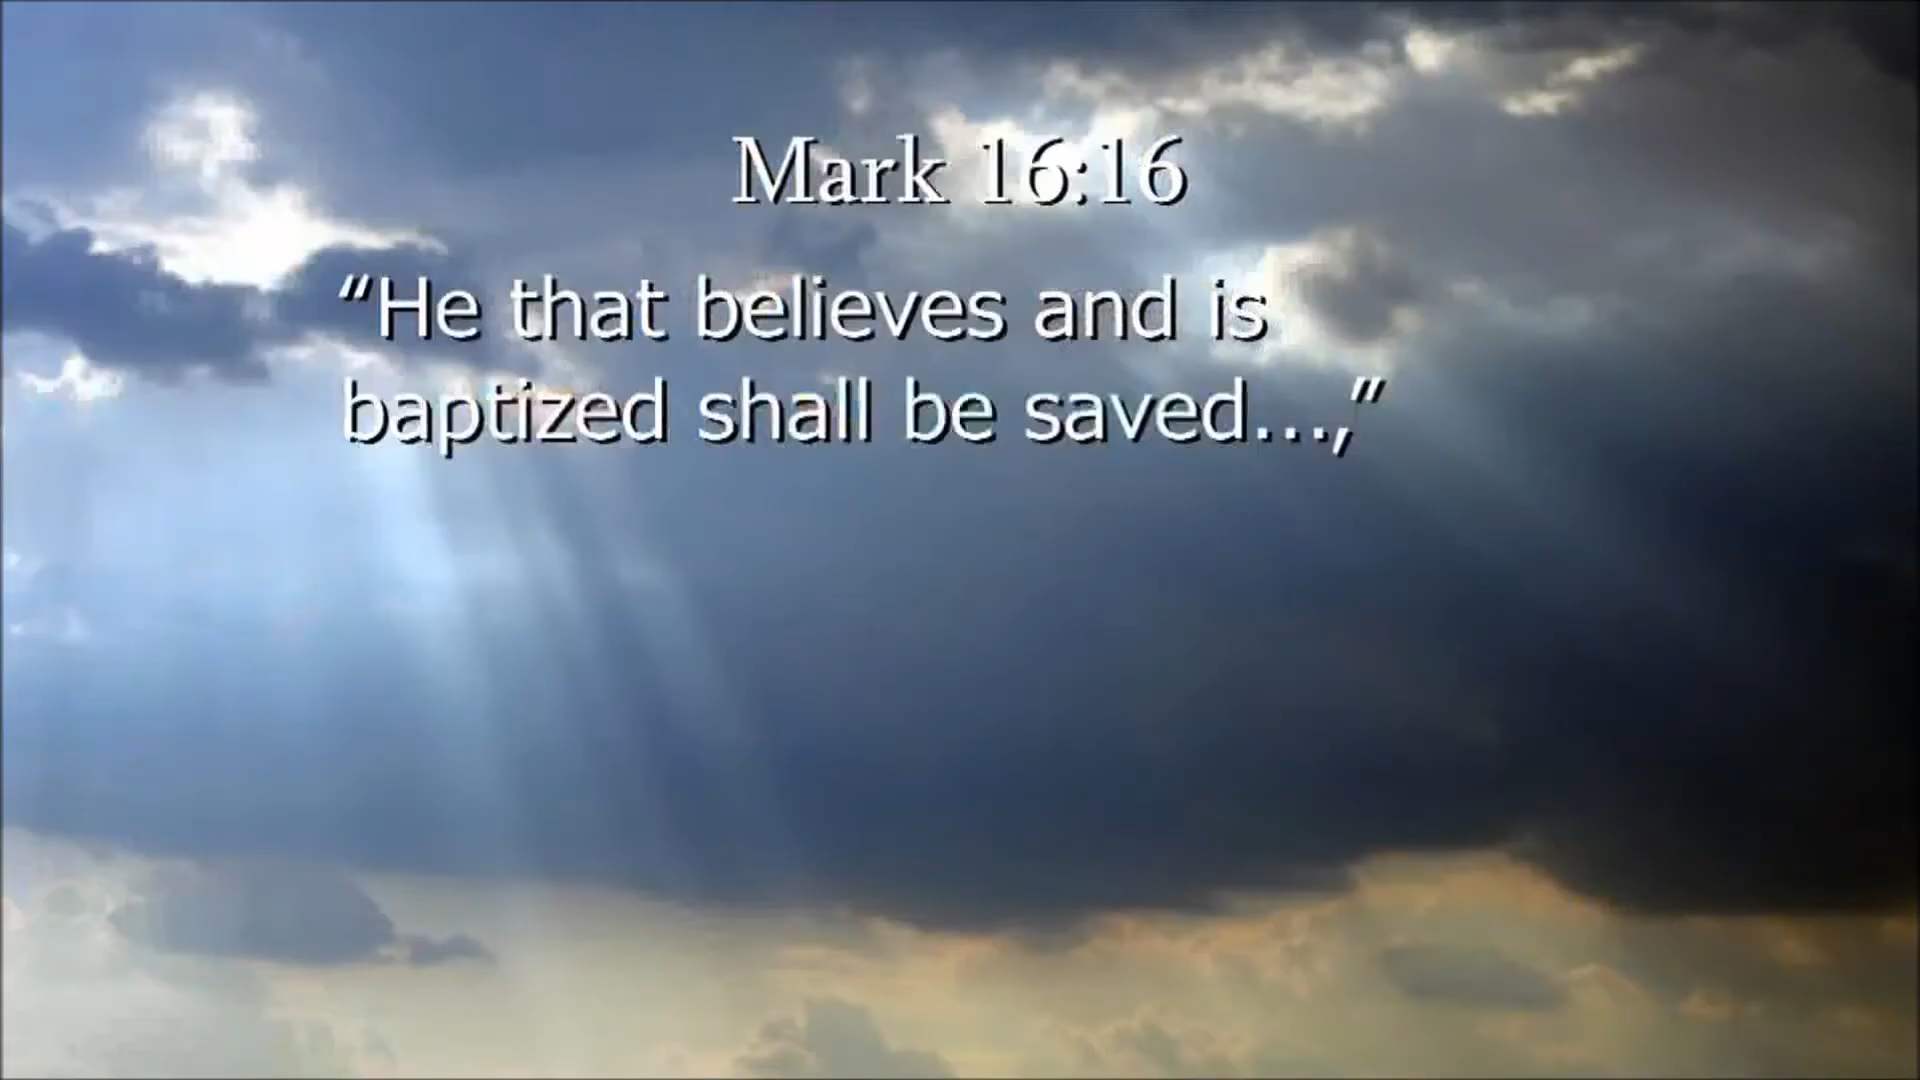 Mark 16:16
“He that believes and is
baptized shall be saved...,”